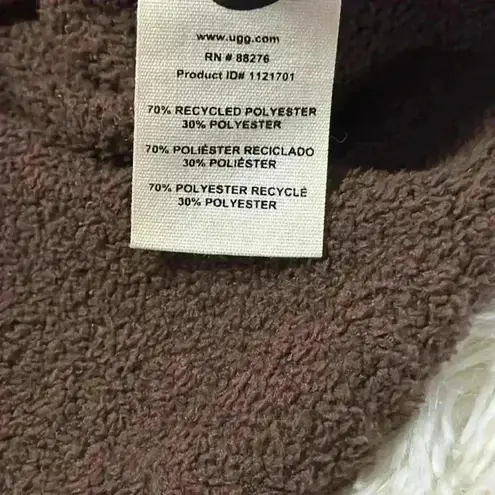 www.ugg.com
RN # 88276
Product ID# 1121701
70% RECYCLED POLYESTER
30% POLYESTER
70% POLIÉSTER RECICLADO
30% POLIÉSTER
70% POLYESTER RECYCLÉ
30% POLYESTER